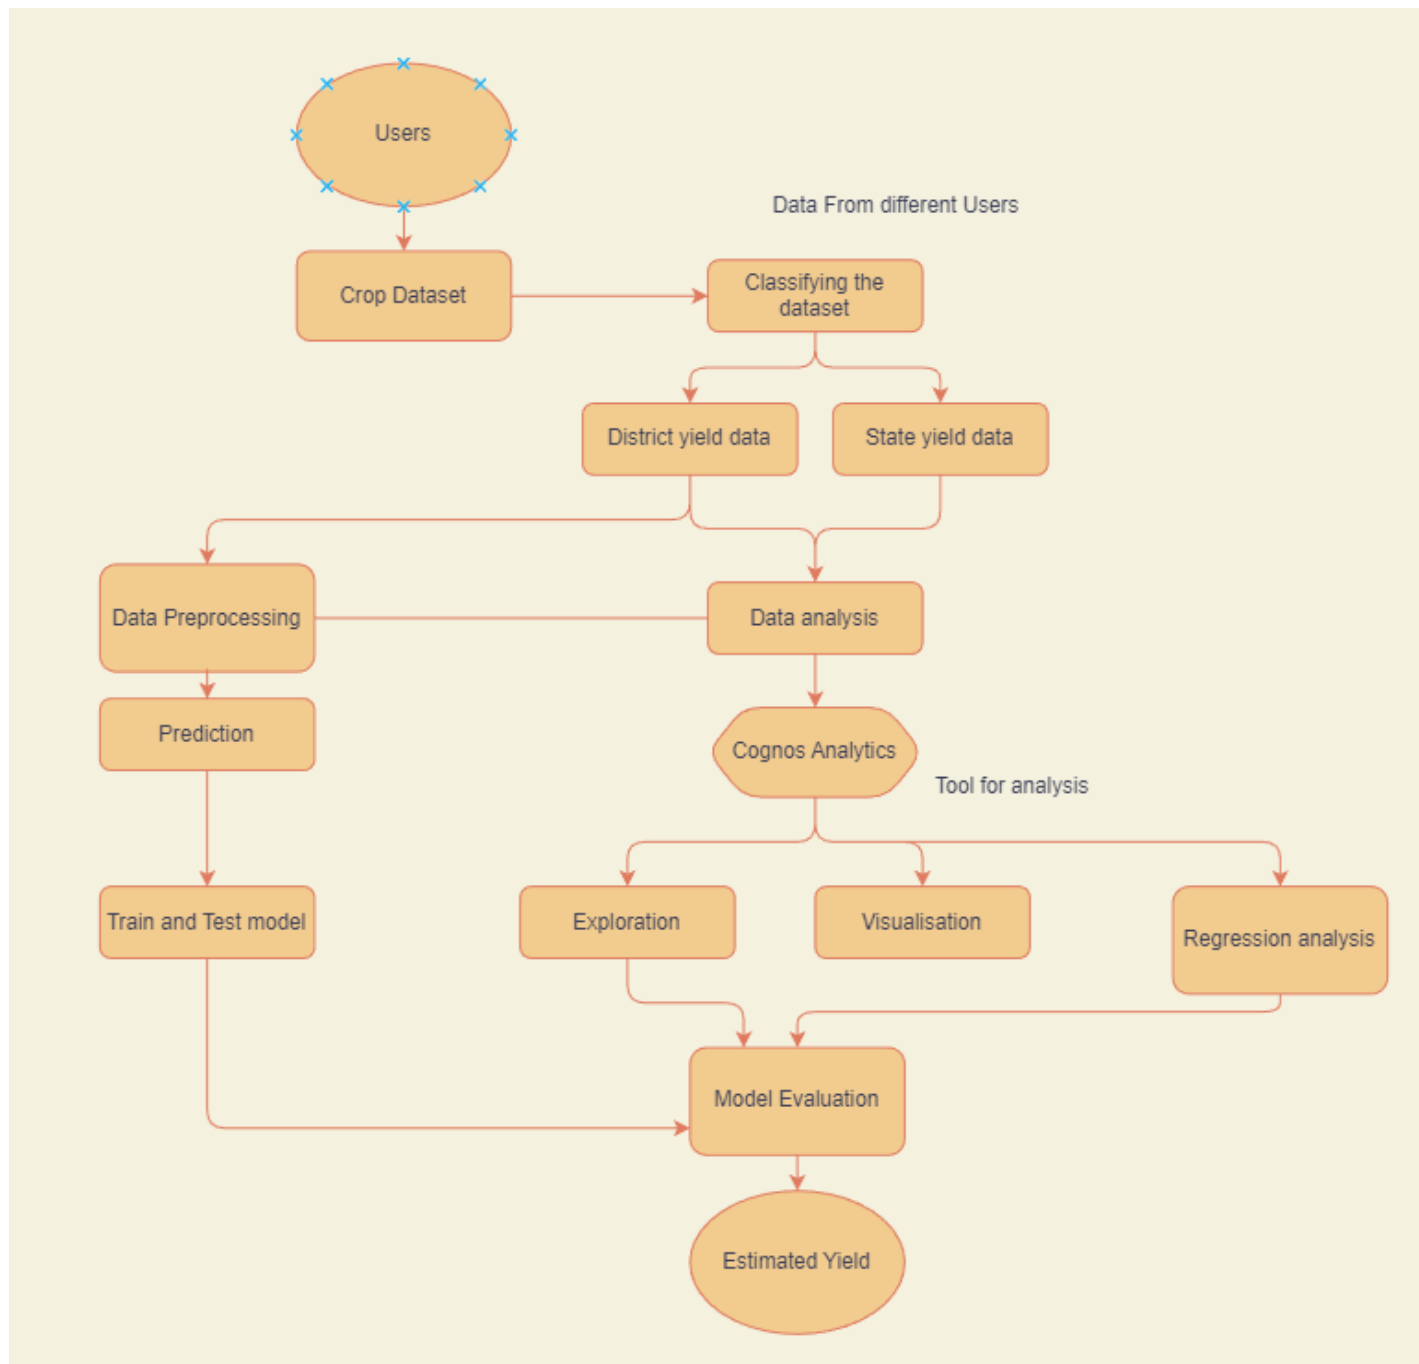 Users
Data From different Users
Crop Dataset
Classifying the
dataset
District yield data
State yield data
Data Preprocessing
Data analysis
Prediction
Cognos Analytics
Tool for analysis
Train and Test model
Exploration
Visualisation
Regression analysis
Model Evaluation
Estimated Yield